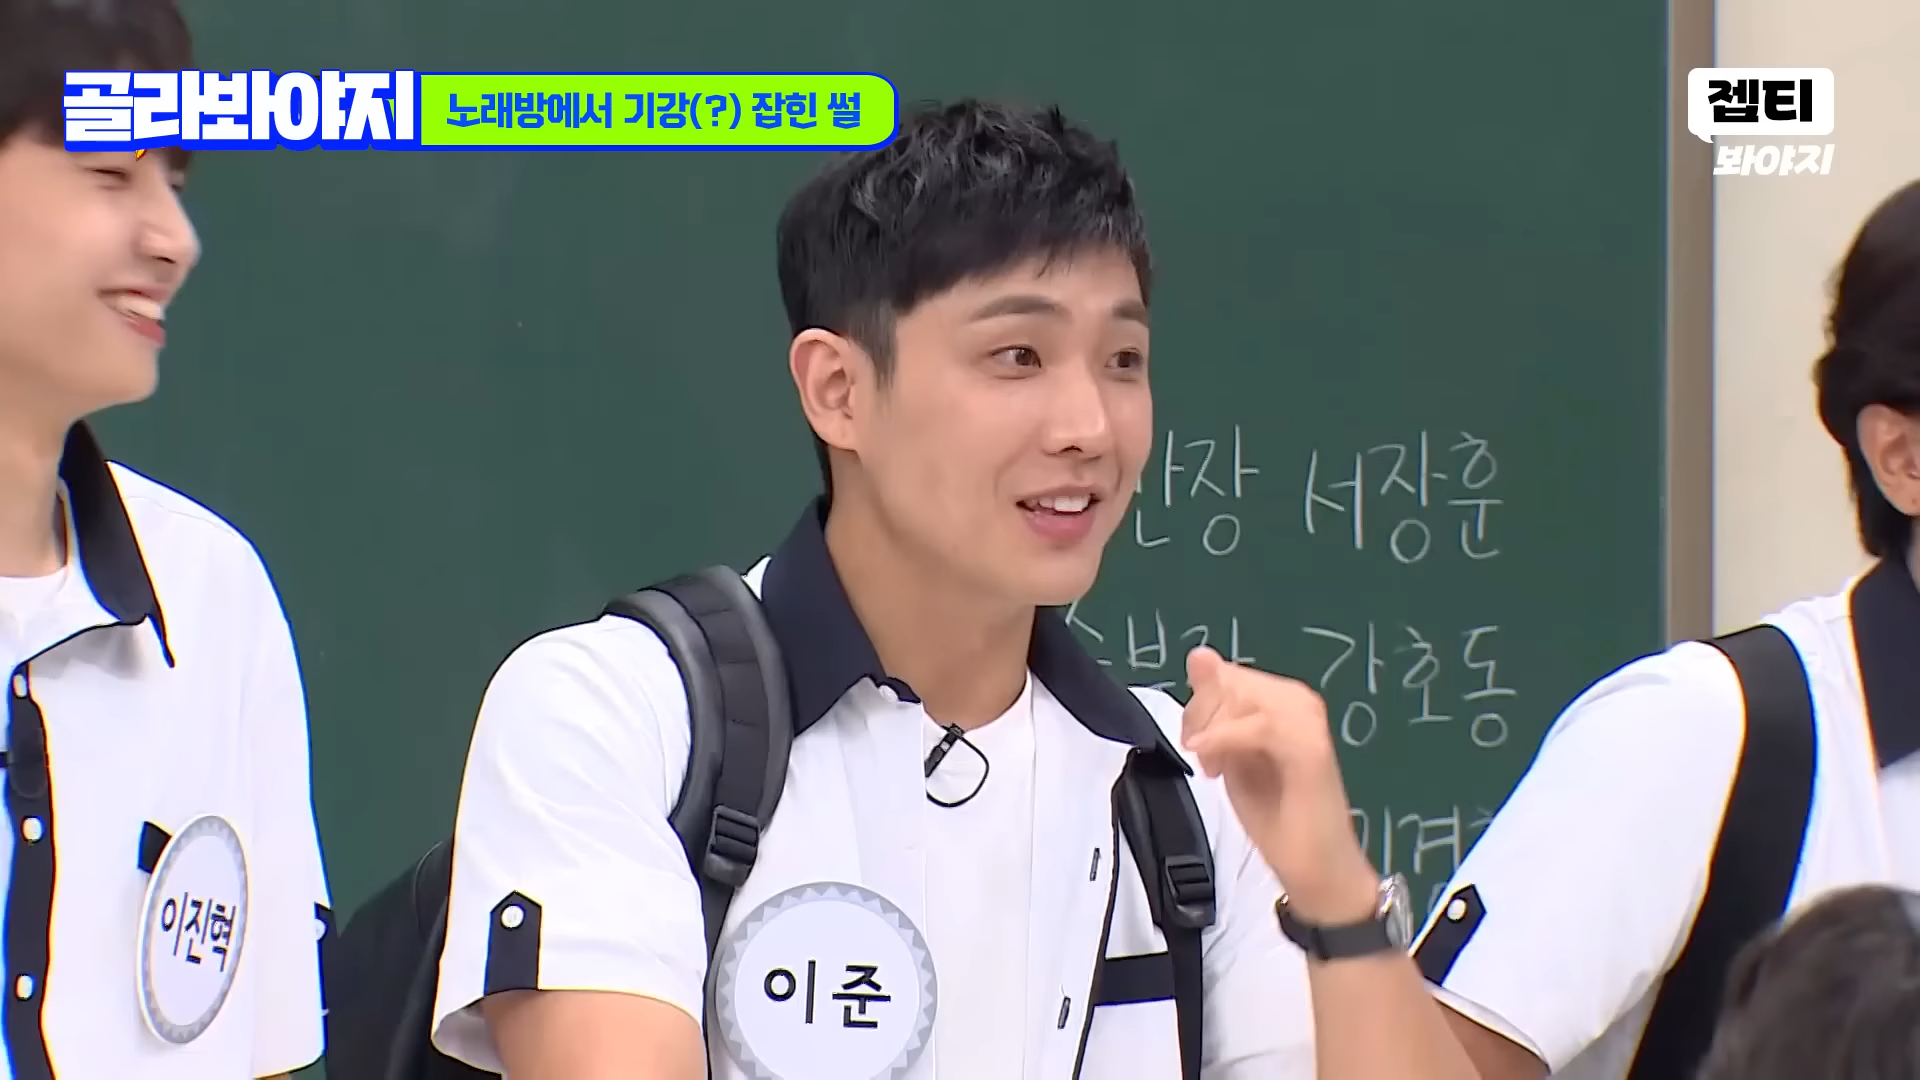 골라봐야지 노래방에서 기강(?) 잡힌 썰
젭티
봐야지
서장훈
강호동
이진혁
이준